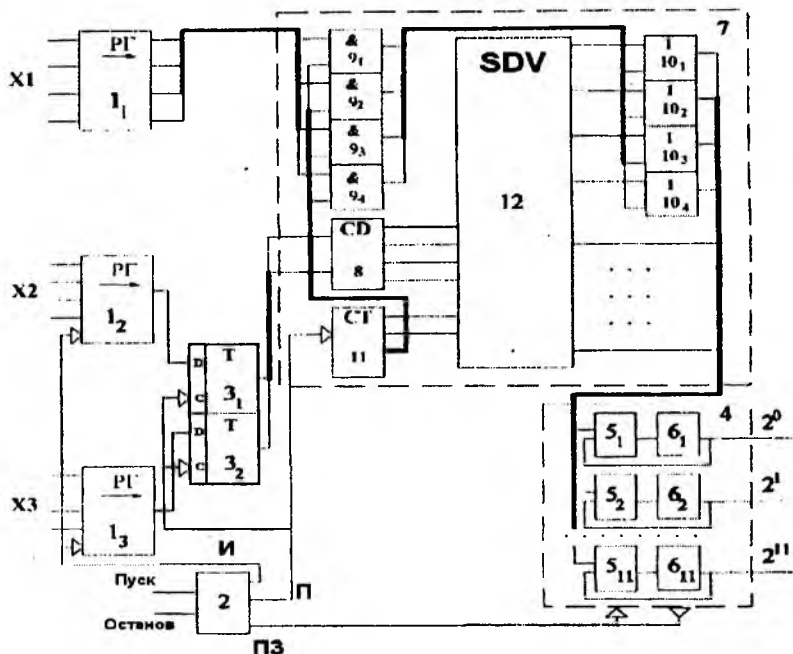 7
X1
РГ
1₁
&
9₁
&
9₂
&
9₃
&
9₄
SDV
12
1
10₁
1
10₂
1
10₃
1
10₄
CD
8
CT
11
X2
РГ
1₂
D
T
C
3₁
D
T
C
3₂
X3
РГ
1₃
4
5₁
6₁
2⁰
5₂
6₂
2¹
5₁₁
6₁₁
2¹¹
И
Пуск
2
П
Останов
ПЗ